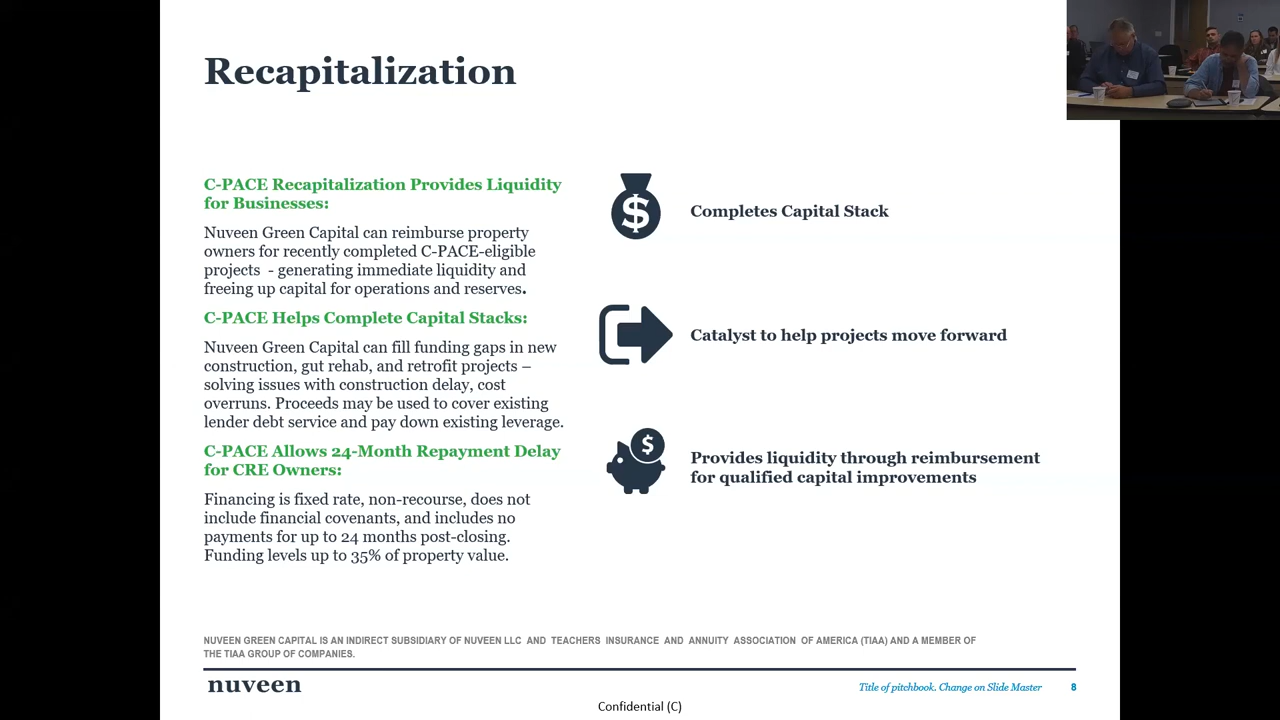 Recapitalization
C-PACE Recapitalization Provides Liquidity
for Businesses:
Nuveen Green Capital can reimburse property
owners for recently completed C-PACE-eligible
projects - generating immediate liquidity and
freeing up capital for operations and reserves.
C-PACE Helps Complete Capital Stacks:
Nuveen Green Capital can fill funding gaps in new
construction, gut rehab, and retrofit projects –
solving issues with construction delay, cost
overruns. Proceeds may be used to cover existing
lender debt service and pay down existing leverage.
C-PACE Allows 24-Month Repayment Delay
for CRE Owners:
Financing is fixed rate, non-recourse, does not
include financial covenants, and includes no
payments for up to 24 months post-closing.
Funding levels up to 35% of property value.
$
Completes Capital Stack
Catalyst to help projects move forward
$
Provides liquidity through reimbursement
for qualified capital improvements
NUVEEN GREEN CAPITAL IS AN INDIRECT SUBSIDIARY OF NUVEEN LLC AND TEACHERS INSURANCE AND ANNUITY ASSOCIATION OF AMERICA (TIAA) AND A MEMBER OF
THE TIAA GROUP OF COMPANIES.
nuveen
Title of pitchbook. Change on Slide Master 8
Confidential (C)